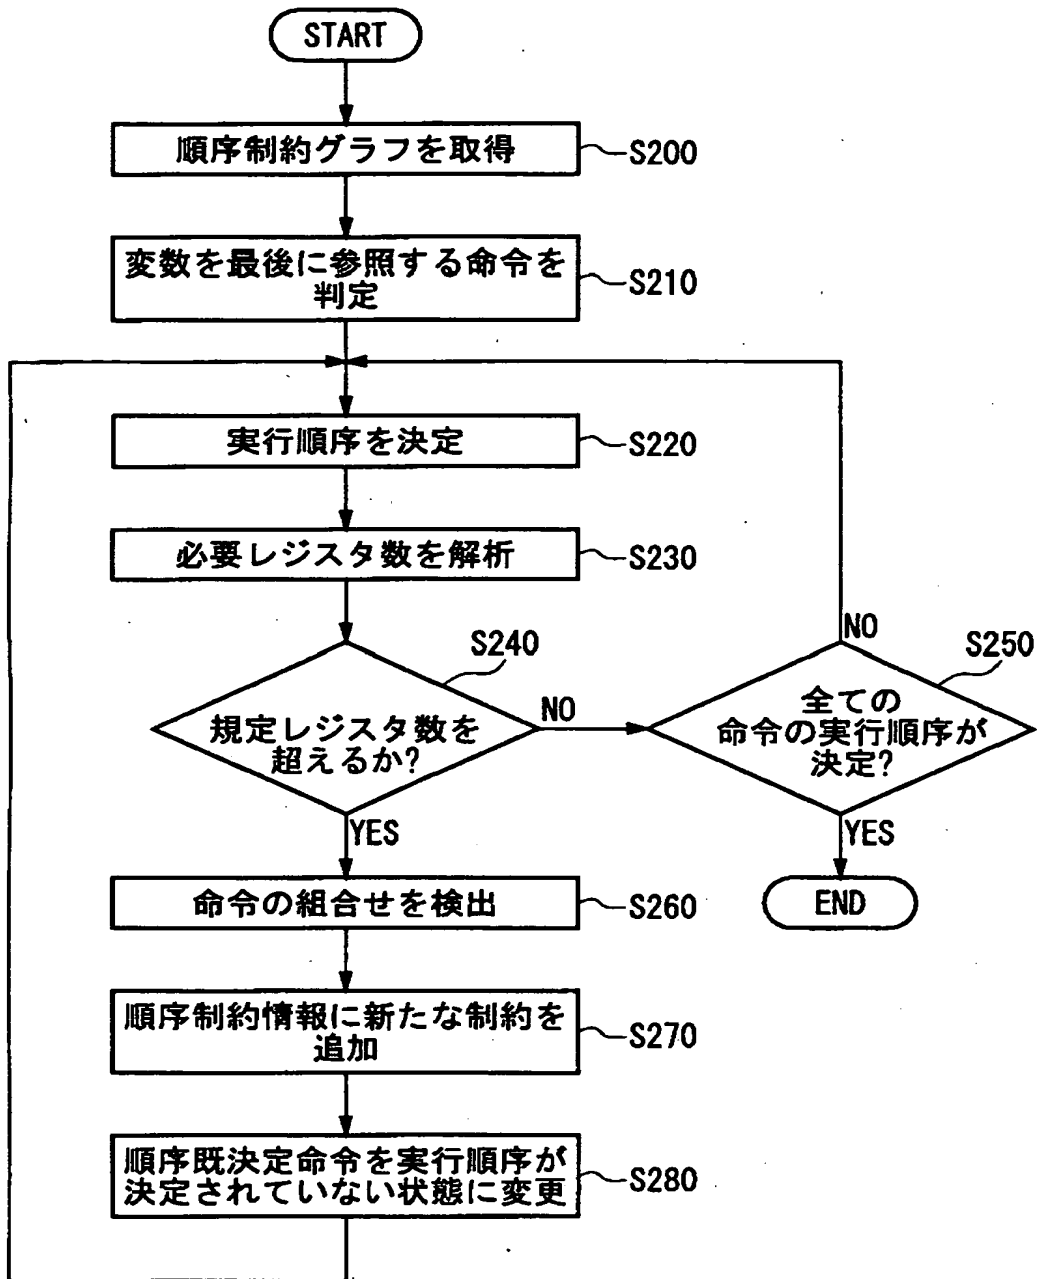 START
順序制約グラフを取得
S200
変数を最後に参照する命令を
判定
S210
実行順序を決定
S220
必要レジスタ数を解析
S230
S240
規定レジスタ数を
超えるか?
NO
YES
NO
S250
全ての
命令の実行順序が
決定?
YES
END
命令の組合せを検出
S260
順序制約情報に新たな制約を
追加
S270
順序既決定命令を実行順序が
決定されていない状態に変更
S280